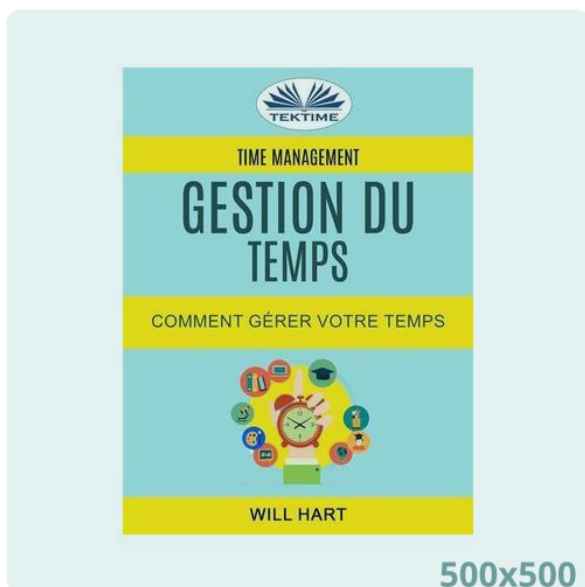 TEKTIME
TIME MANAGEMENT
GESTION DU
TEMPS
COMMENT GÉRER VOTRE TEMPS
WILL HART
500x500